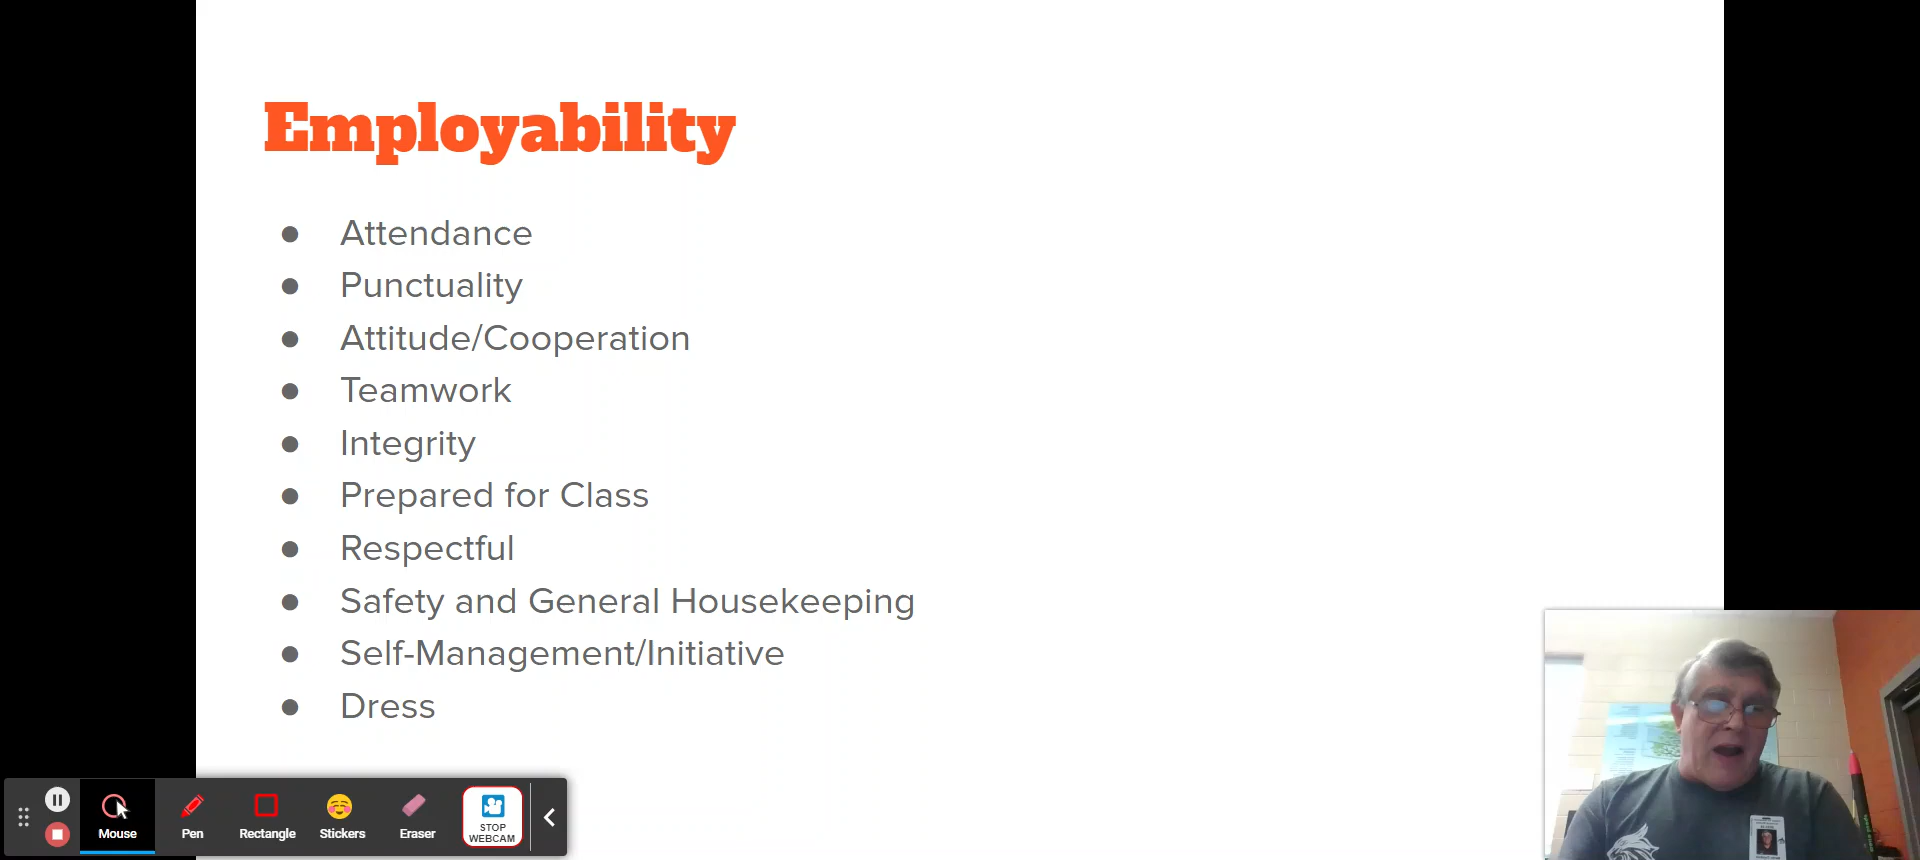 Employability
Attendance
Punctuality
Attitude/Cooperation
Teamwork
Integrity
Prepared for Class
Respectful
Safety and General Housekeeping
Self-Management/Initiative
Dress
Mouse
Pen
Rectangle
Stickers
Eraser
STOP
WEBCAM